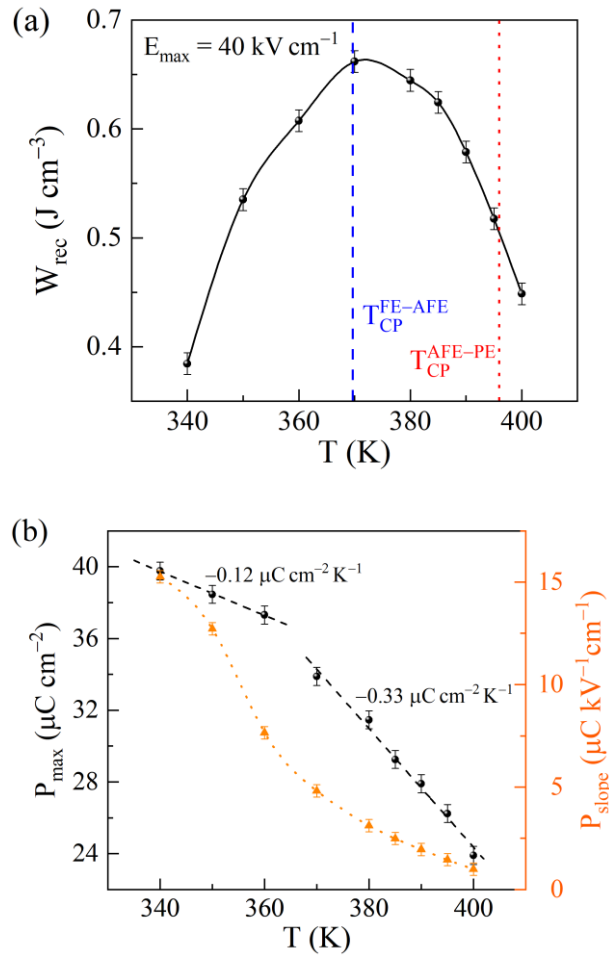 (a)
E_max = 40 kV cm⁻¹
W_rec (J cm⁻³)
0.7
0.6
0.5
0.4
T_CP^FE–AFE
T_CP^AFE–PE
340 360 380 400
T (K)
(b)
P_max (μC cm⁻²)
40
36
32
28
24
−0.12 μC cm⁻² K⁻¹
−0.33 μC cm⁻² K⁻¹
15
10
5
0
P_slope (μC kV⁻¹ cm⁻¹)
340 360 380 400
T (K)